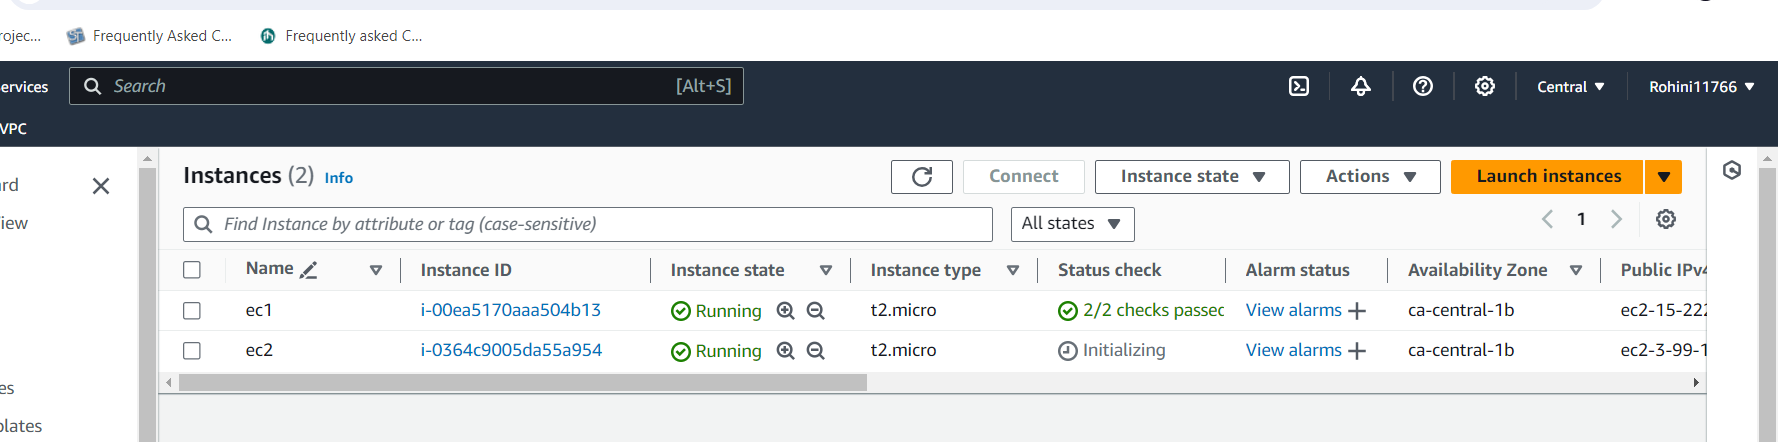 rojec... Frequently Asked C... Frequently asked C...
ervices Search [Alt+S] Central Rohini11766
VPC
Instances (2) Info Connect Instance state Actions Launch instances
ard
iew
Find Instance by attribute or tag (case-sensitive) All states 1
Name Instance ID Instance state Instance type Status check Alarm status Availability Zone Public IPv4
ec1 i-00ea5170aaa504b13 Running t2.micro 2/2 checks passec View alarms ca-central-1b ec2-15-222
ec2 i-0364c9005da55a954 Running t2.micro Initializing View alarms ca-central-1b ec2-3-99-1
es
plates